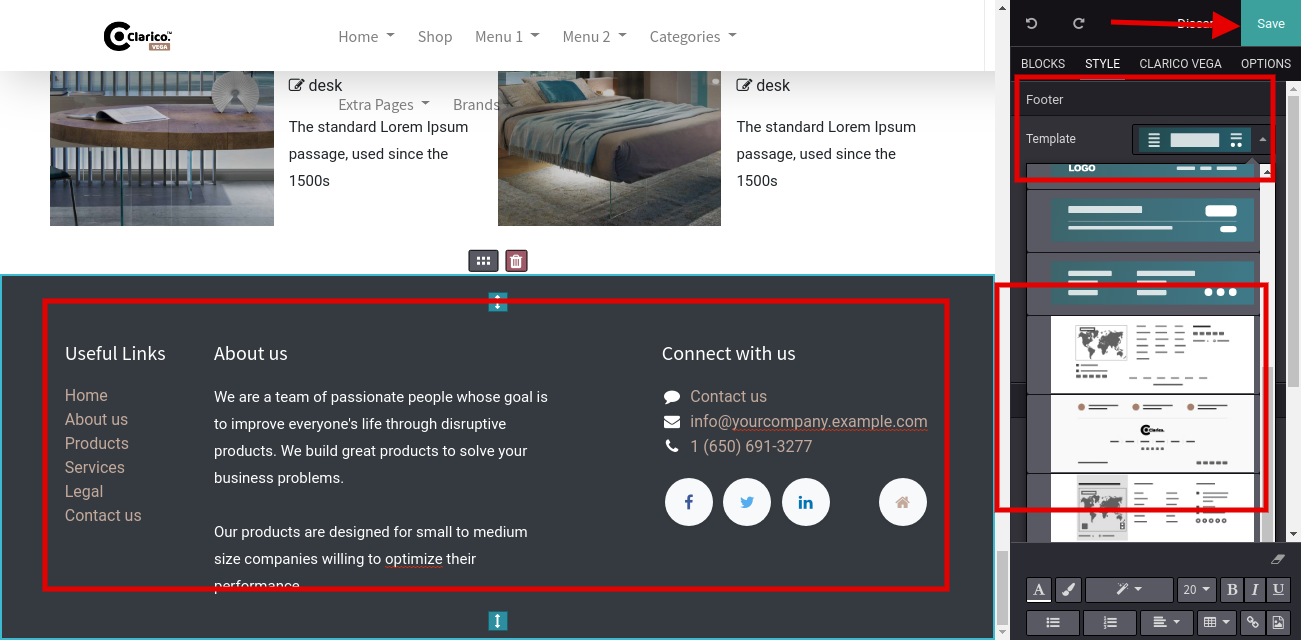 Clarico.™
VEGA
Home
Shop
Menu 1
Menu 2
Categories
Extra Pages
Brands
desk
The standard Lorem Ipsum
passage, used since the
1500s
desk
The standard Lorem Ipsum
passage, used since the
1500s
Useful Links
Home
About us
Products
Services
Legal
Contact us
About us
We are a team of passionate people whose goal is
to improve everyone's life through disruptive
products. We build great products to solve your
business problems.
Our products are designed for small to medium
size companies willing to optimize their
performance
Connect with us
Contact us
info@yourcompany.example.com
1 (650) 691-3277
Save
BLOCKS
STYLE
CLARICO VEGA
OPTIONS
Footer
Template
LOGO
Clarico.
A
20
B
I
U